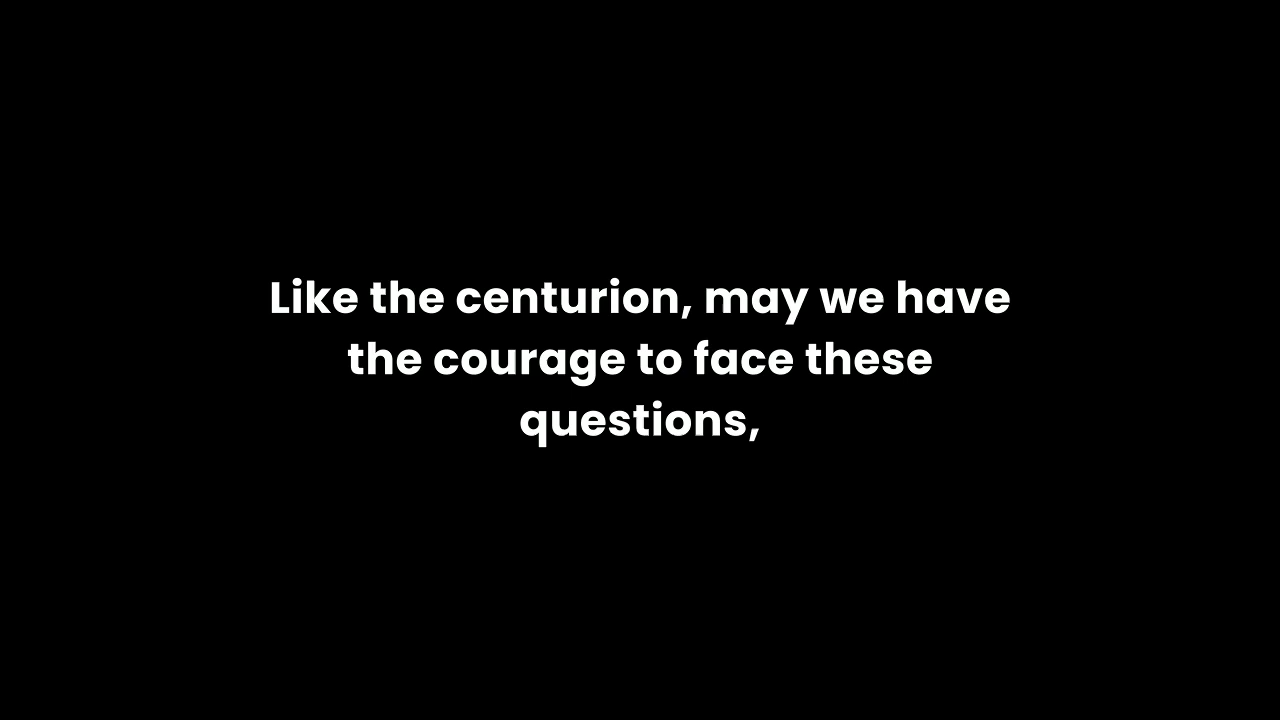 Like the centurion, may we have
the courage to face these
questions,